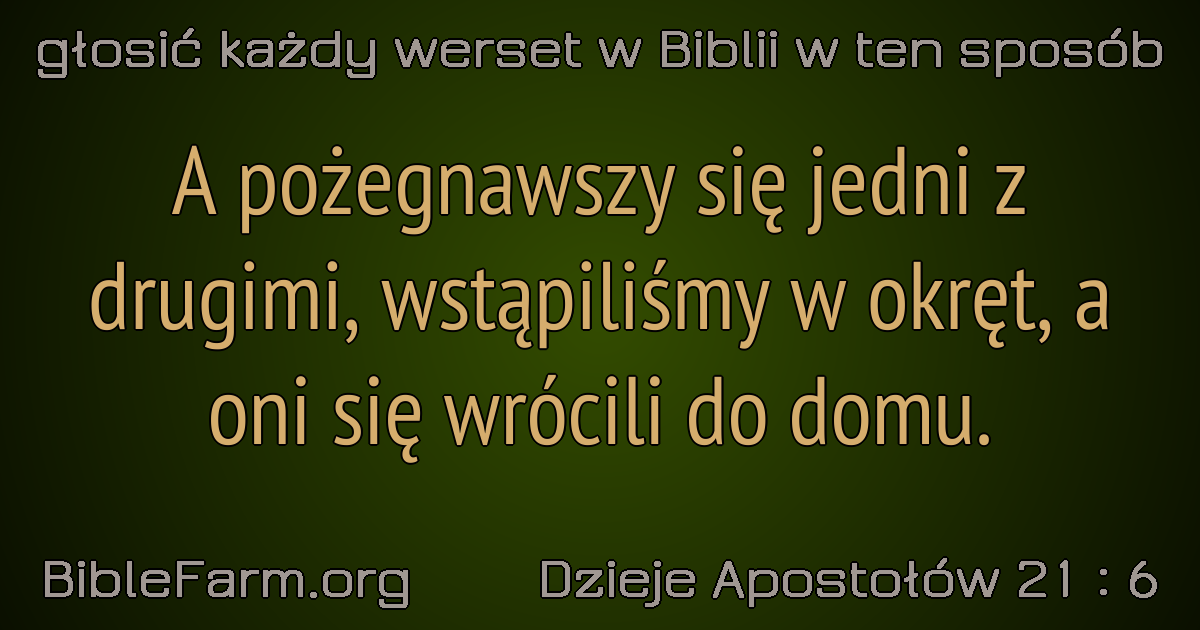 głosić każdy werset w Biblii w ten sposób
A pożegnawszy się jedni z
drugimi, wstąpiliśmy w okręt, a
oni się wrócili do domu.
BibleFarm.org
Dzieje Apostołów 21 : 6